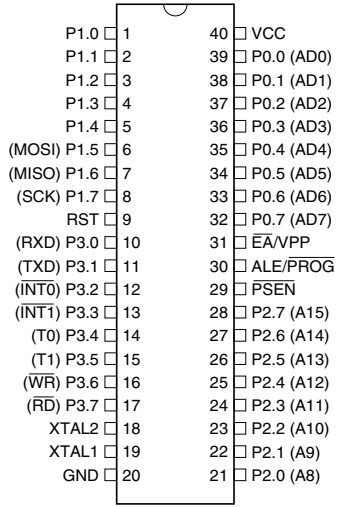 P1.0 1 40 VCC
P1.1 2 39 P0.0 (AD0)
P1.2 3 38 P0.1 (AD1)
P1.3 4 37 P0.2 (AD2)
P1.4 5 36 P0.3 (AD3)
(MOSI) P1.5 6 35 P0.4 (AD4)
(MISO) P1.6 7 34 P0.5 (AD5)
(SCK) P1.7 8 33 P0.6 (AD6)
RST 9 32 P0.7 (AD7)
(RXD) P3.0 10 31 E̅A̅/VPP
(TXD) P3.1 11 30 ALE/P̅R̅O̅G̅
(I̅N̅T̅0̅) P3.2 12 29 P̅S̅E̅N̅
(I̅N̅T̅1̅) P3.3 13 28 P2.7 (A15)
(T0) P3.4 14 27 P2.6 (A14)
(T1) P3.5 15 26 P2.5 (A13)
(W̅R̅) P3.6 16 25 P2.4 (A12)
(R̅D̅) P3.7 17 24 P2.3 (A11)
XTAL2 18 23 P2.2 (A10)
XTAL1 19 22 P2.1 (A9)
GND 20 21 P2.0 (A8)